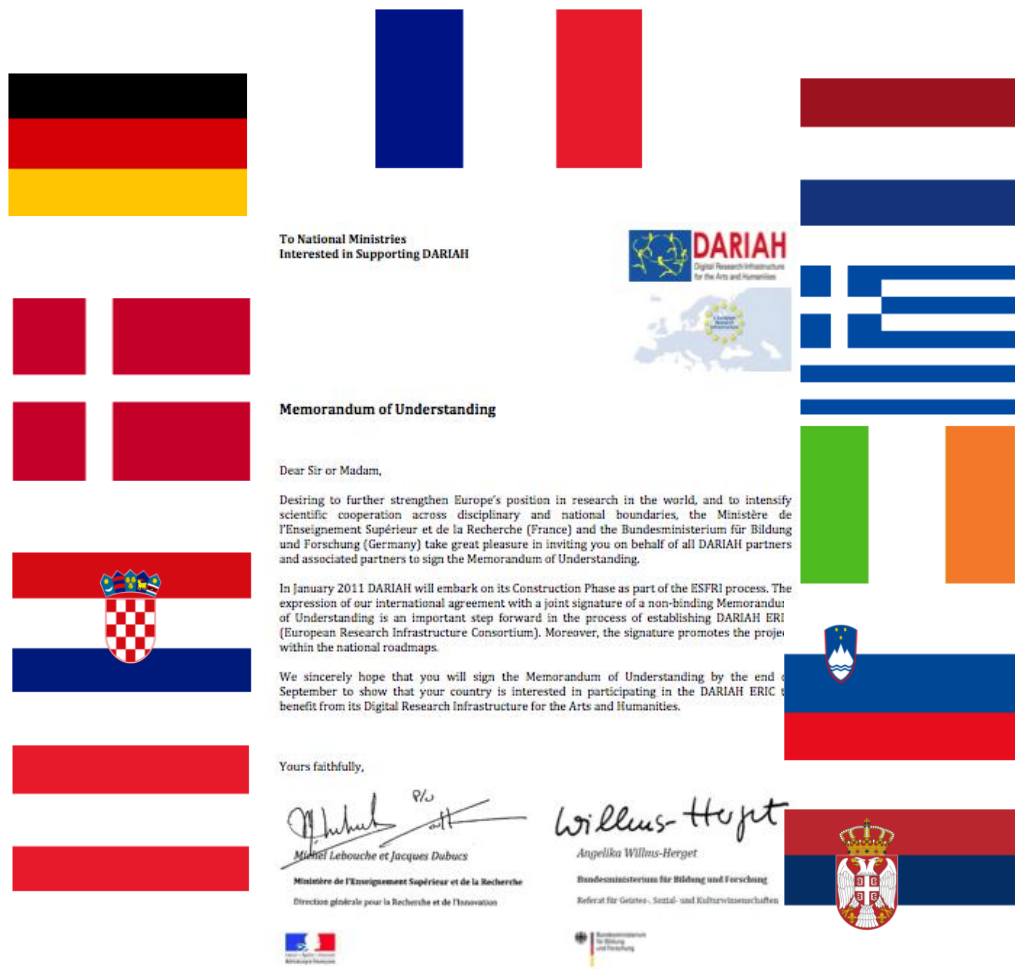 To National Ministries
Interested in Supporting DARIAH
DARIAH
Digital Research Infrastructure
for the Arts and Humanities
Memorandum of Understanding
Dear Sir or Madam,
Desiring to further strengthen Europe's position in research in the world, and to intensify
scientific cooperation across disciplinary and national boundaries, the Ministère de
l'Enseignement Supérieur et de la Recherche (France) and the Bundesministerium für Bildung
und Forschung (Germany) take great pleasure in inviting you on behalf of all DARIAH partners
and associated partners to sign the Memorandum of Understanding.
In January 2011 DARIAH will embark on its Construction Phase as part of the ESFRI process. The
expression of our international agreement with a joint signature of a non-binding Memorandu
of Understanding is an important step forward in the process of establishing DARIAH ERI
(European Research Infrastructure Consortium). Moreover, the signature promotes the projec
within the national roadmaps.
We sincerely hope that you will sign the Memorandum of Understanding by the end
September to show that your country is interested in participating in the DARIAH ERIC t
benefit from its Digital Research Infrastructure for the Arts and Humanities.
Yours faithfully,
P/o
Willms-Herget
Michel Lebouche et Jacques Dubucs
Angelika Willms-Herget
Ministère de l'Enseignement Supérieur et de la Recherche
Bundesministerium für Bildung und Forschung
Direction générale pour la Recherche et de l'Innovation
Referat für Geistes-, Sozial- und Kulturwissenschaften
Bundesministerium
für Bildung
und Forschung